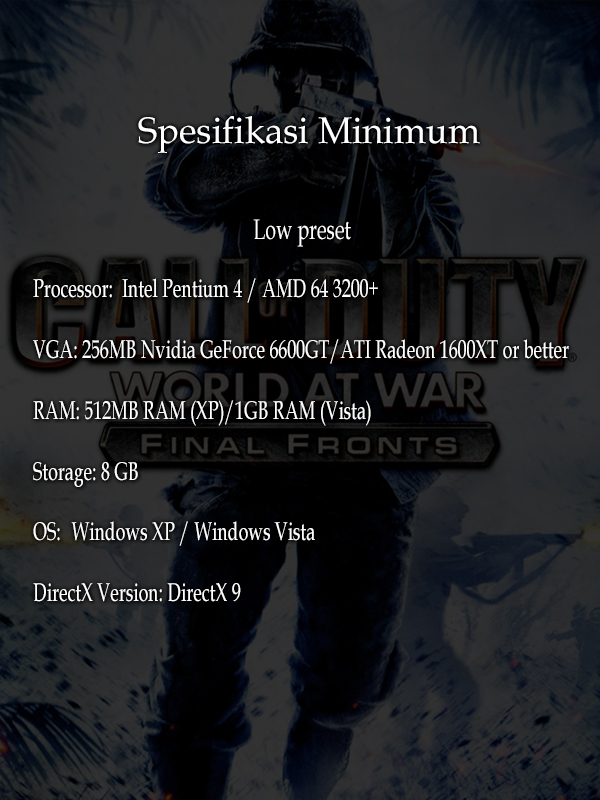 Spesifikasi Minimum
Low preset
Processor: Intel Pentium 4 / AMD 64 3200+
CALL OF DUTY
VGA: 256MB Nvidia GeForce 6600GT/ATI Radeon 1600XT or better
WORLD AT WAR
RAM: 512MB RAM (XP)/1GB RAM (Vista)
FINAL FRONTS
Storage: 8 GB
OS: Windows XP / Windows Vista
DirectX Version: DirectX 9